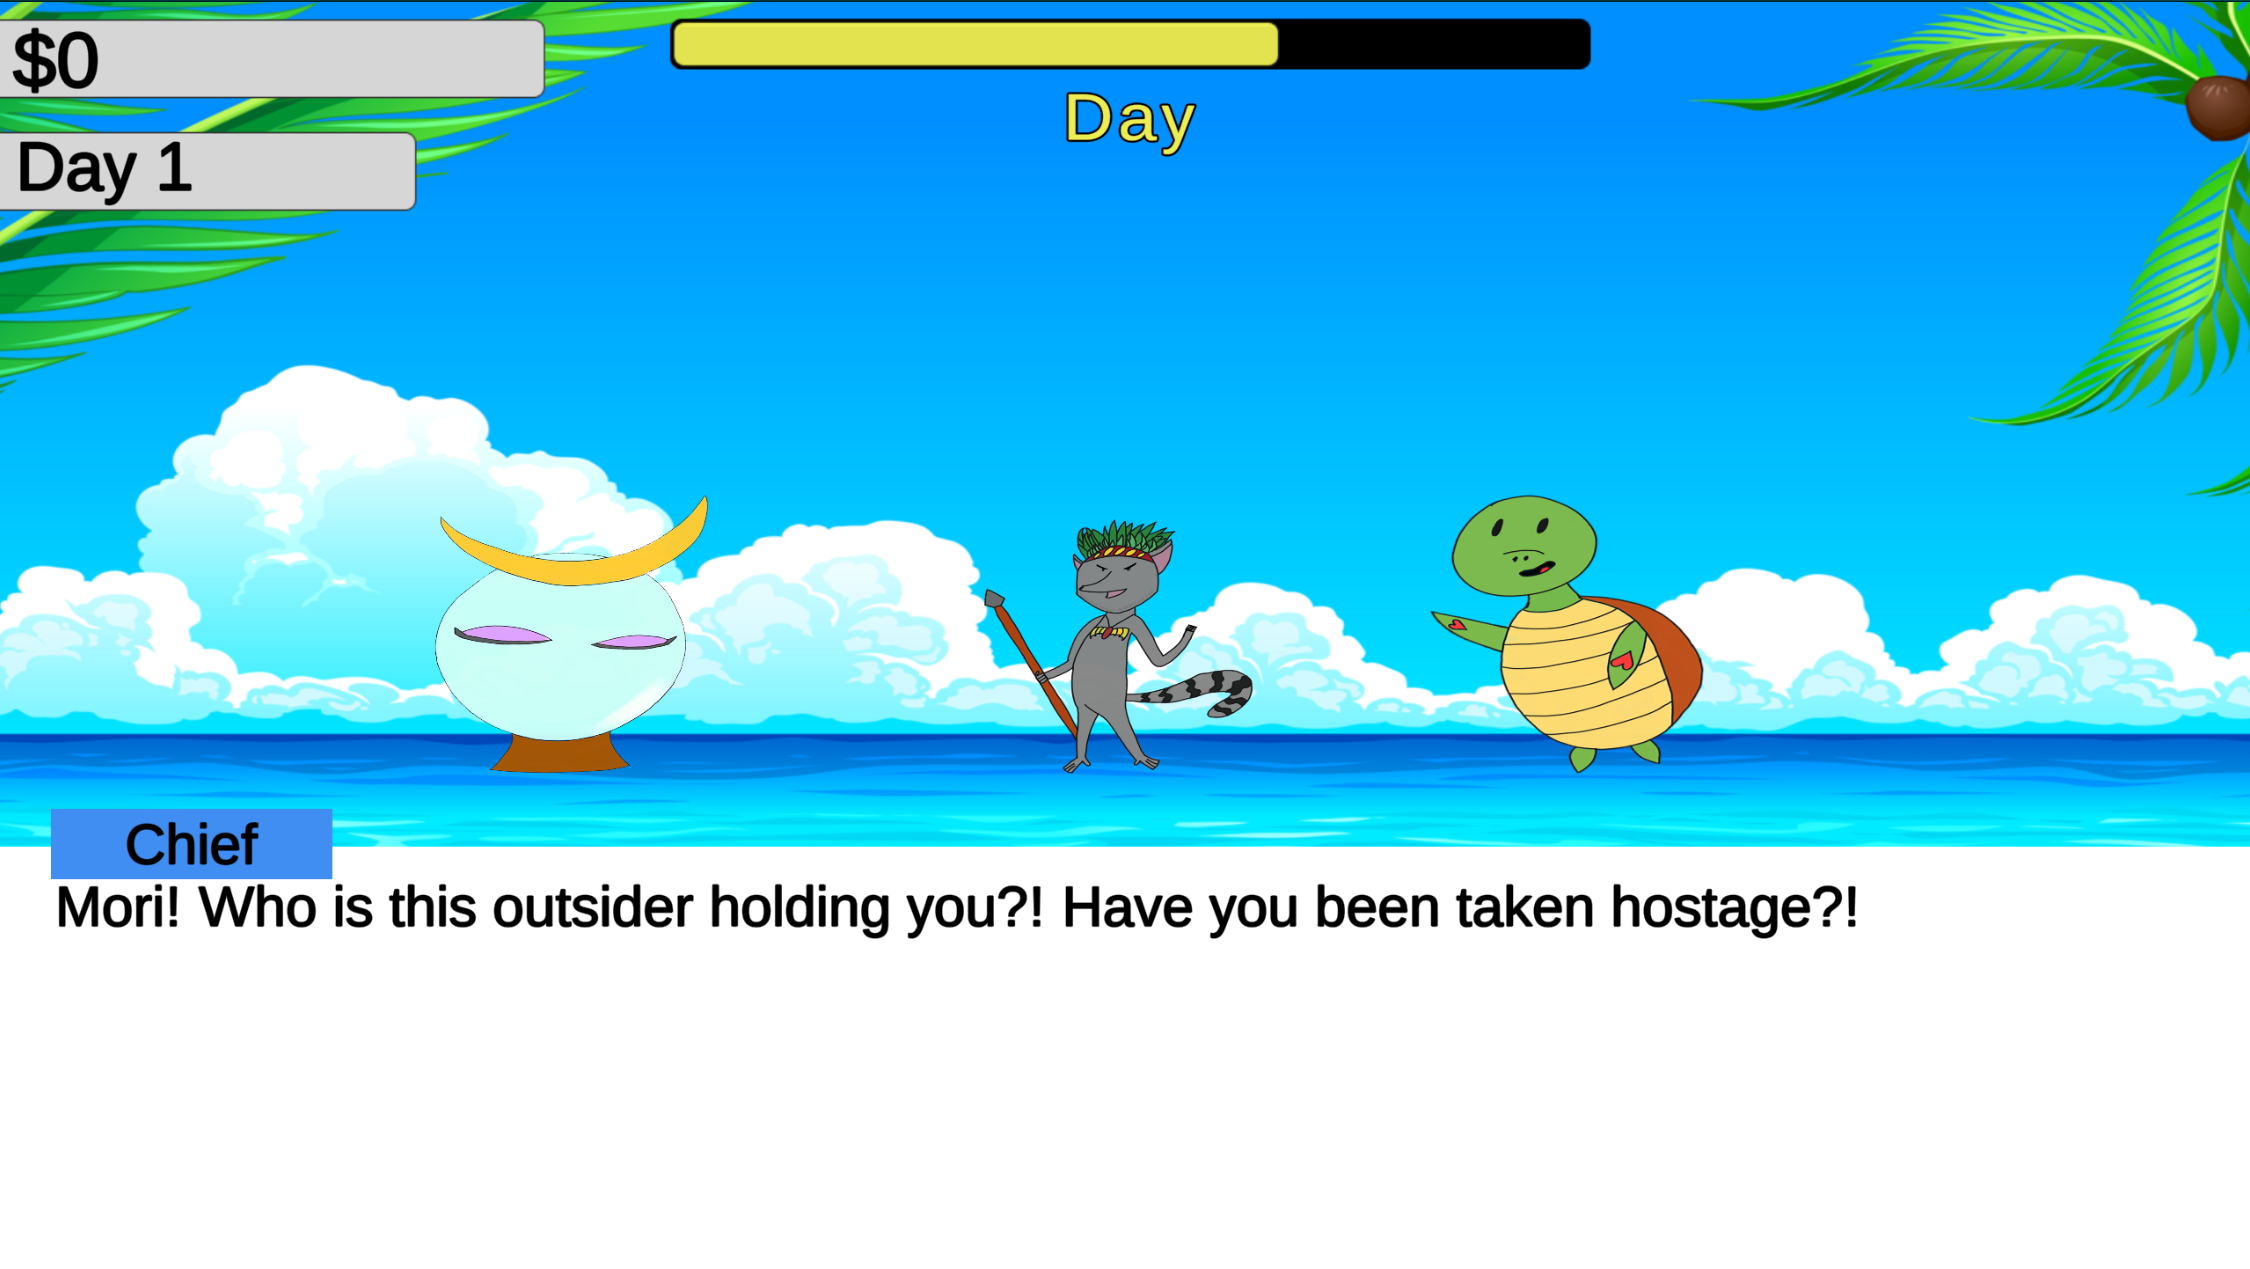 $0
Day
Day 1
Chief
Mori! Who is this outsider holding you?! Have you been taken hostage?!